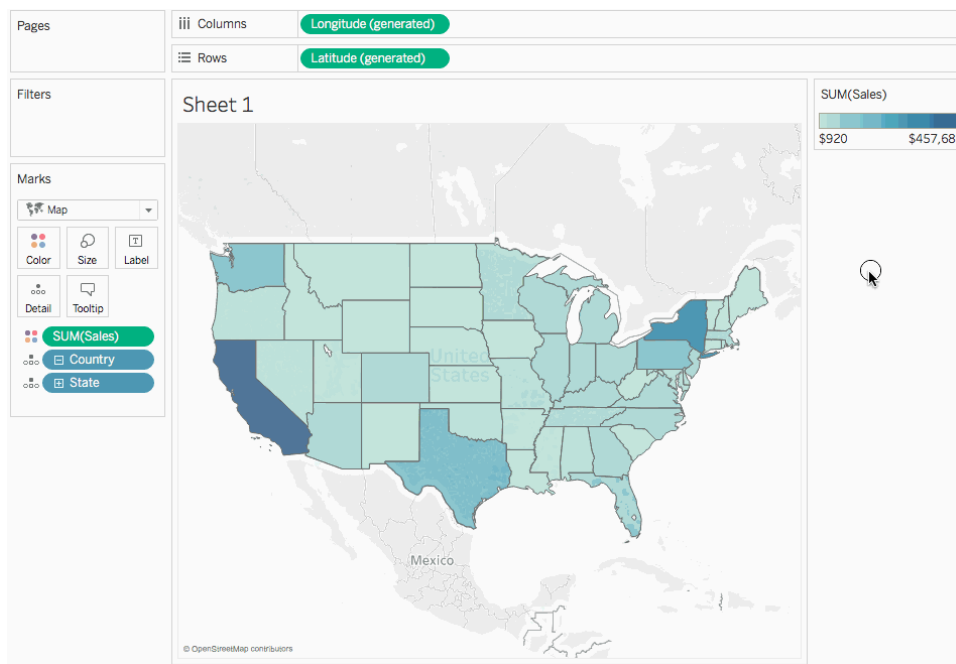 Pages
Columns
Longitude (generated)
Rows
Latitude (generated)
Filters
Sheet 1
SUM(Sales)
$920
$457,68
Marks
Map
Color
Size
T
Label
Detail
Tooltip
SUM(Sales)
Country
State
United
States
Mexico
© OpenStreetMap contributors